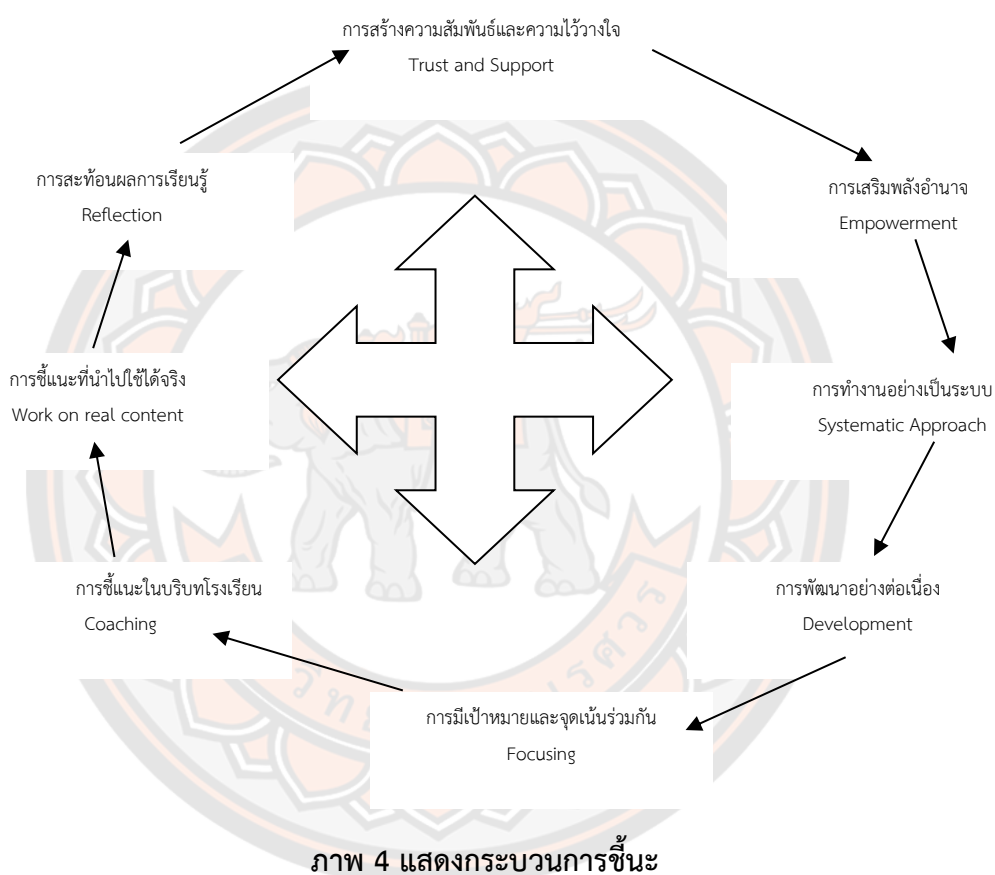 การสร้างความสัมพันธ์และความไว้วางใจ
Trust and Support
การเสริมพลังอำนาจ
Empowerment
การทำงานอย่างเป็นระบบ
Systematic Approach
การพัฒนาอย่างต่อเนื่อง
Development
การมีเป้าหมายและจุดเน้นร่วมกัน
Focusing
การชี้แนะในบริบทโรงเรียน
Coaching
การชี้แนะที่นำไปใช้ได้จริง
Work on real content
การสะท้อนผลการเรียนรู้
Reflection
ภาพ 4 แสดงกระบวนการชี้นะ